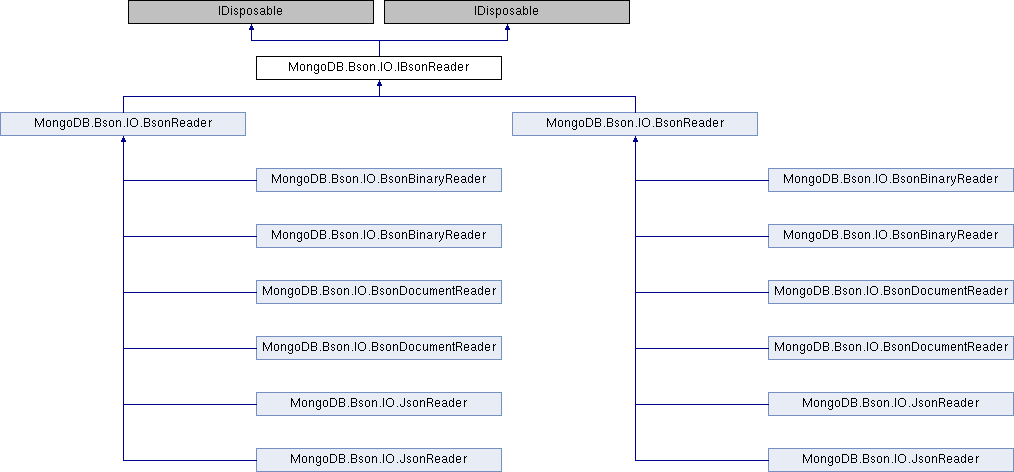 IDisposable
IDisposable
MongoDB.Bson.IO.IBsonReader
MongoDB.Bson.IO.BsonReader
MongoDB.Bson.IO.BsonReader
MongoDB.Bson.IO.BsonBinaryReader
MongoDB.Bson.IO.BsonBinaryReader
MongoDB.Bson.IO.BsonBinaryReader
MongoDB.Bson.IO.BsonBinaryReader
MongoDB.Bson.IO.BsonDocumentReader
MongoDB.Bson.IO.BsonDocumentReader
MongoDB.Bson.IO.BsonDocumentReader
MongoDB.Bson.IO.BsonDocumentReader
MongoDB.Bson.IO.JsonReader
MongoDB.Bson.IO.JsonReader
MongoDB.Bson.IO.JsonReader
MongoDB.Bson.IO.JsonReader